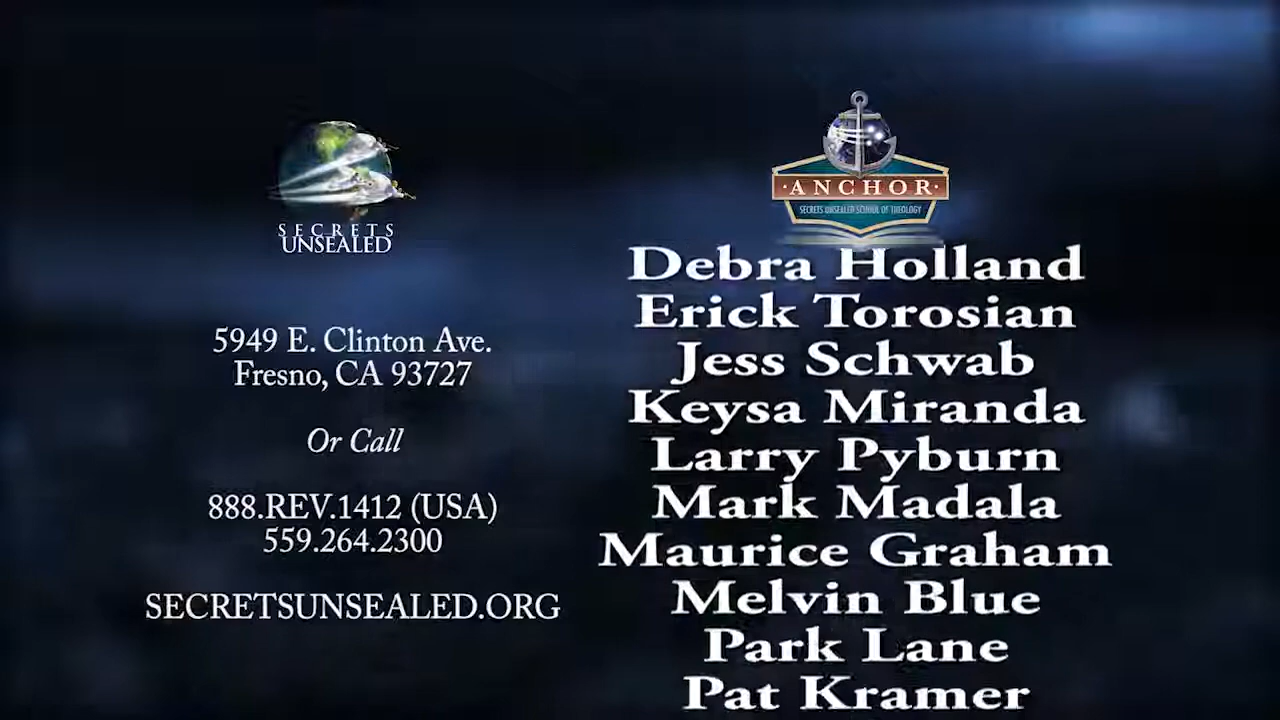 SECRETS
UNSEALED
5949 E. Clinton Ave.
Fresno, CA 93727
Or Call
888.REV.1412 (USA)
559.264.2300
SECRETSUNSEALED.ORG
·ANCHOR·
SECRETS UNSEALED SCHOOL OF THEOLOGY
Debra Holland
Erick Torosian
Jess Schwab
Keysa Miranda
Larry Pyburn
Mark Madala
Maurice Graham
Melvin Blue
Park Lane
Pat Kramer